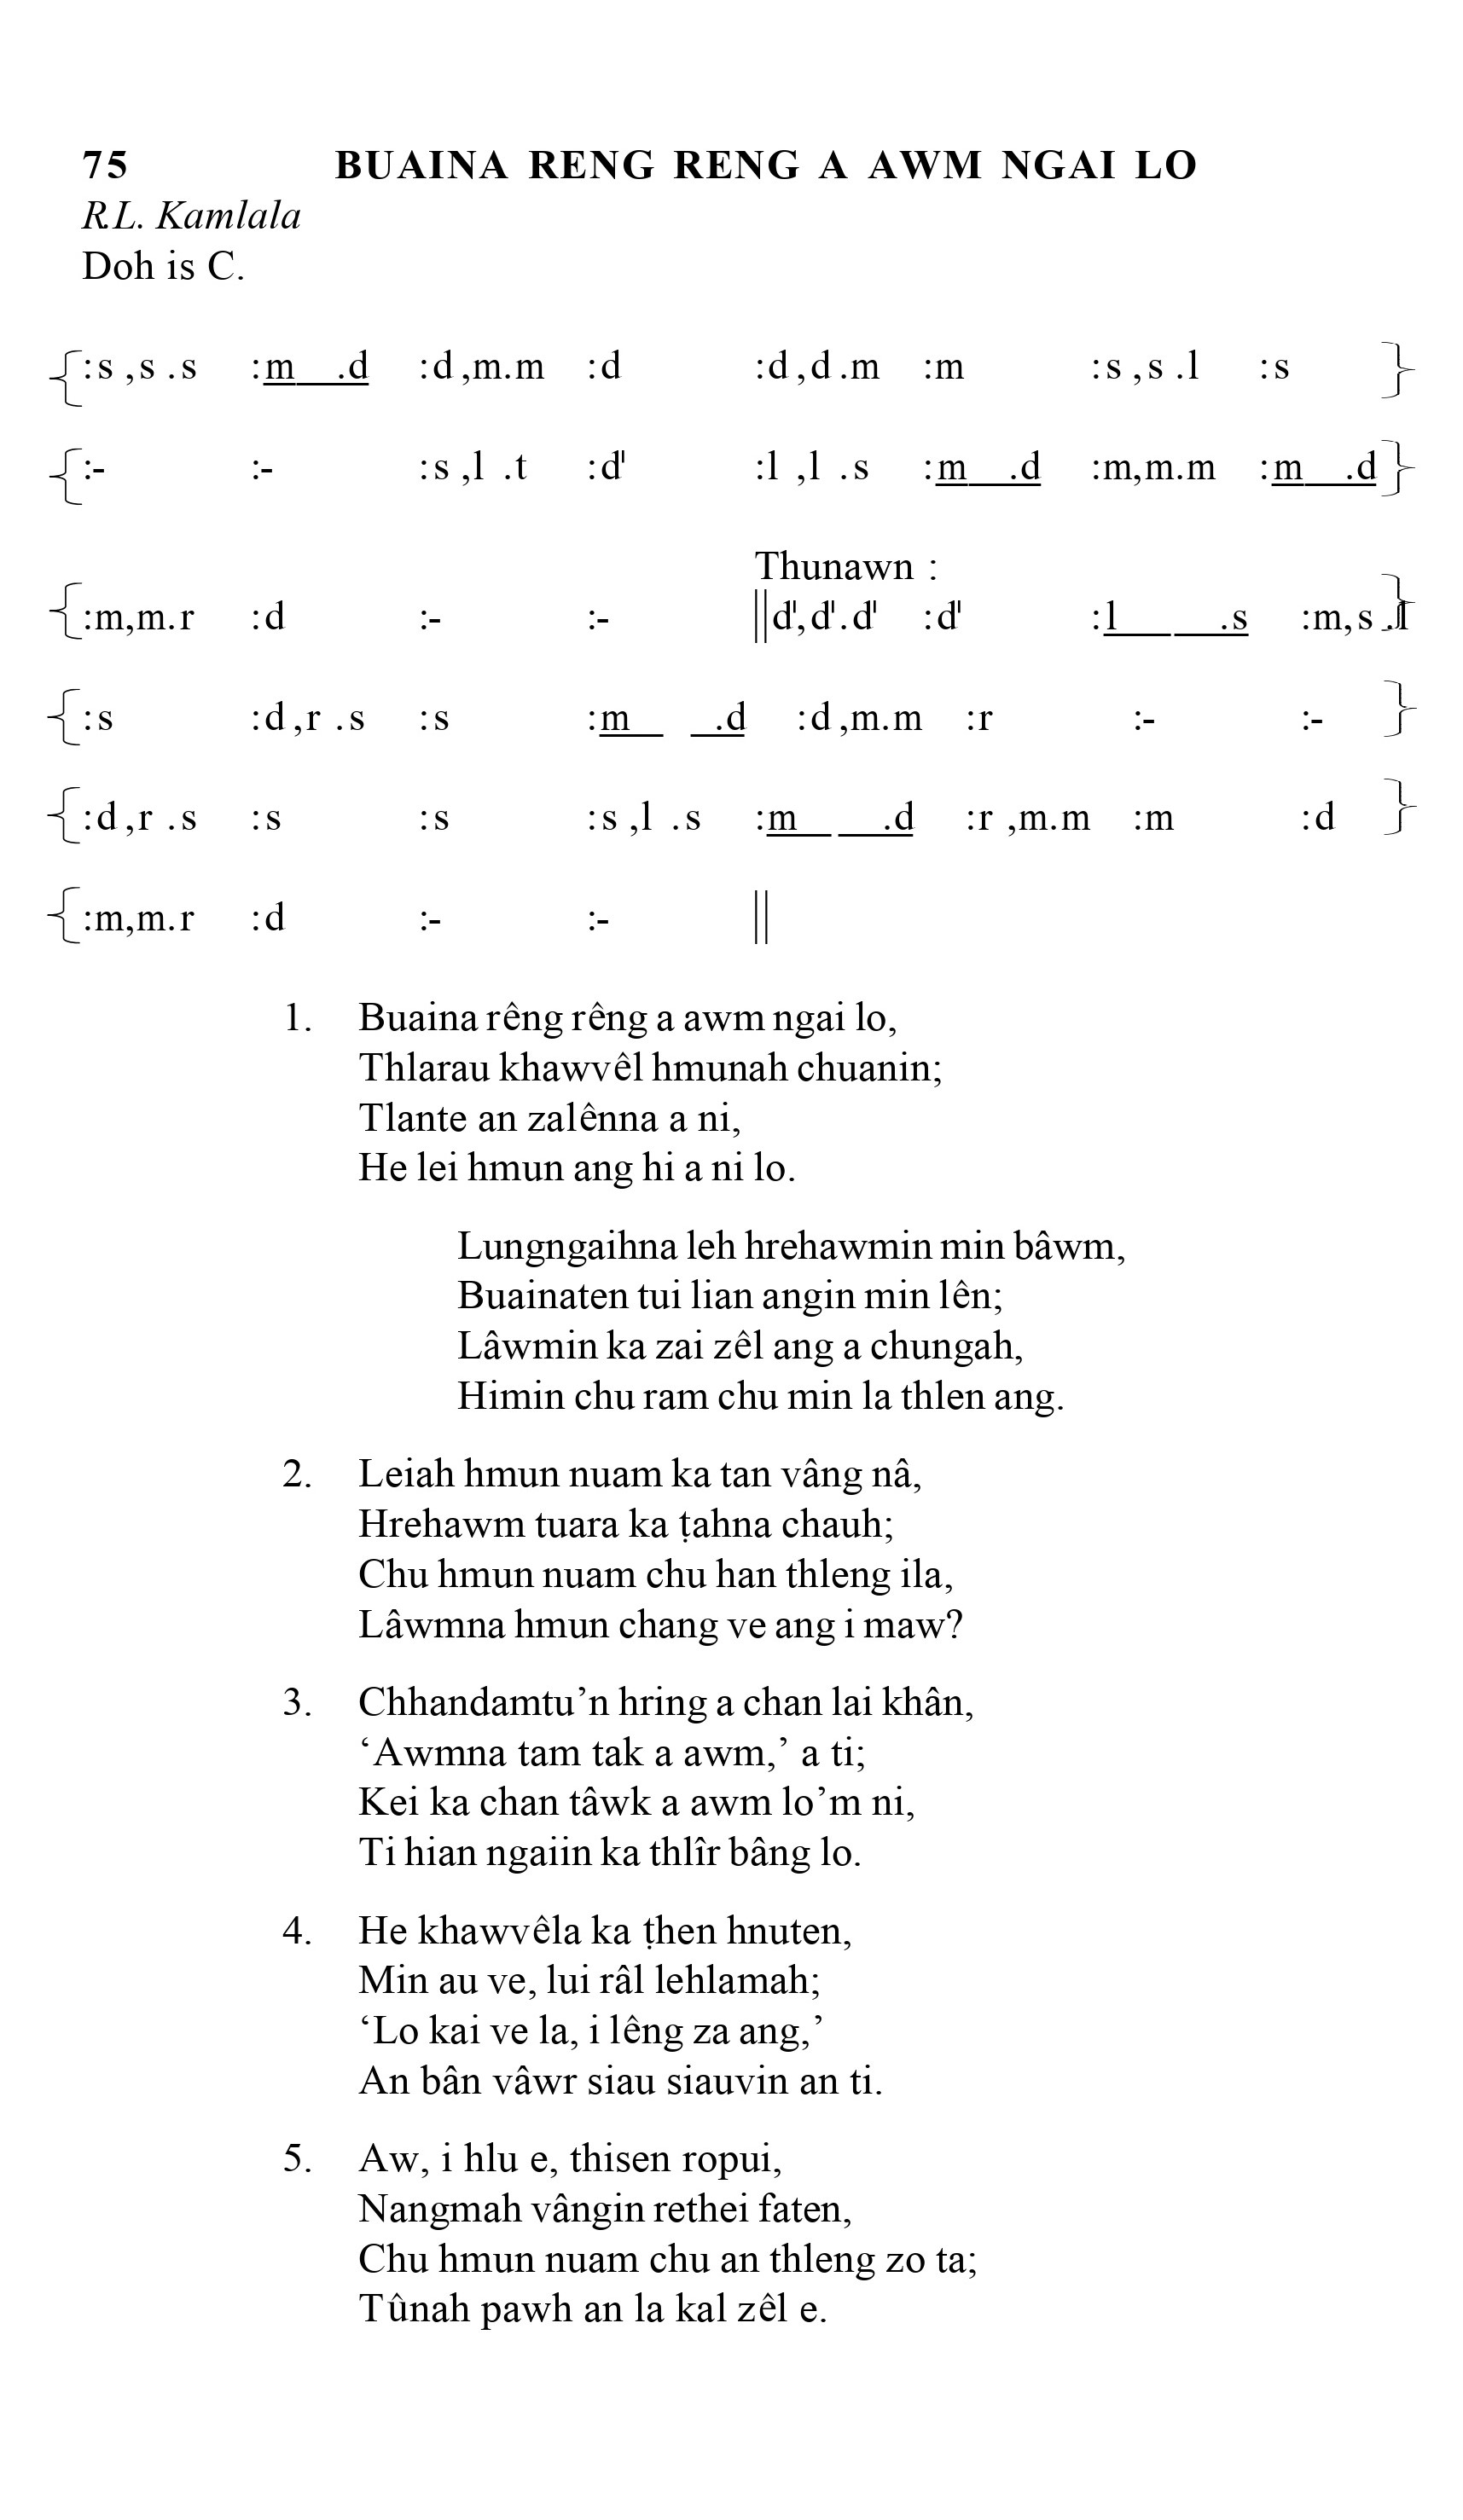 75 BUAINA RENG RENG A AWM NGAI LO
R.L. Kamlala
Doh is C.
{:s ,s .s :m .d :d ,m.m :d :d ,d .m :m :s ,s .l :s }
{:- :- :s ,l .t :d' :l ,l .s :m .d :m,m.m :m .d}
Thunawn :
{:m,m.r :d :- :- ||d',d'.d' :d' :l .s :m,s .l}
{:s :d ,r .s :s :m .d :d ,m.m :r :- :- }
{:d ,r .s :s :s :s ,l .s :m .d :r ,m.m :m :d }
{:m,m.r :d :- :- ||
1. Buaina rêng rêng a awm ngai lo,
Thlarau khawvêl hmunah chuanin;
Tlante an zalênna a ni,
He lei hmun ang hi a ni lo.
Lungngaihna leh hrehawmin min bâwm,
Buainaten tui lian angin min lên;
Lâwmin ka zai zêl ang a chungah,
Himin chu ram chu min la thlen ang.
2. Leiah hmun nuam ka tan vâng nâ,
Hrehawm tuara ka ṭahna chauh;
Chu hmun nuam chu han thleng ila,
Lâwmna hmun chang ve ang i maw?
3. Chhandamtu’n hring a chan lai khân,
‘Awmna tam tak a awm,’ a ti;
Kei ka chan tâwk a awm lo’m ni,
Ti hian ngaiin ka thlîr bâng lo.
4. He khawvêla ka ṭhen hnuten,
Min au ve, lui râl lehlamah;
‘Lo kai ve la, i lêng za ang,’
An bân vâwr siau siauvin an ti.
5. Aw, i hlu e, thisen ropui,
Nangmah vângin rethei faten,
Chu hmun nuam chu an thleng zo ta;
Tûnah pawh an la kal zêl e.